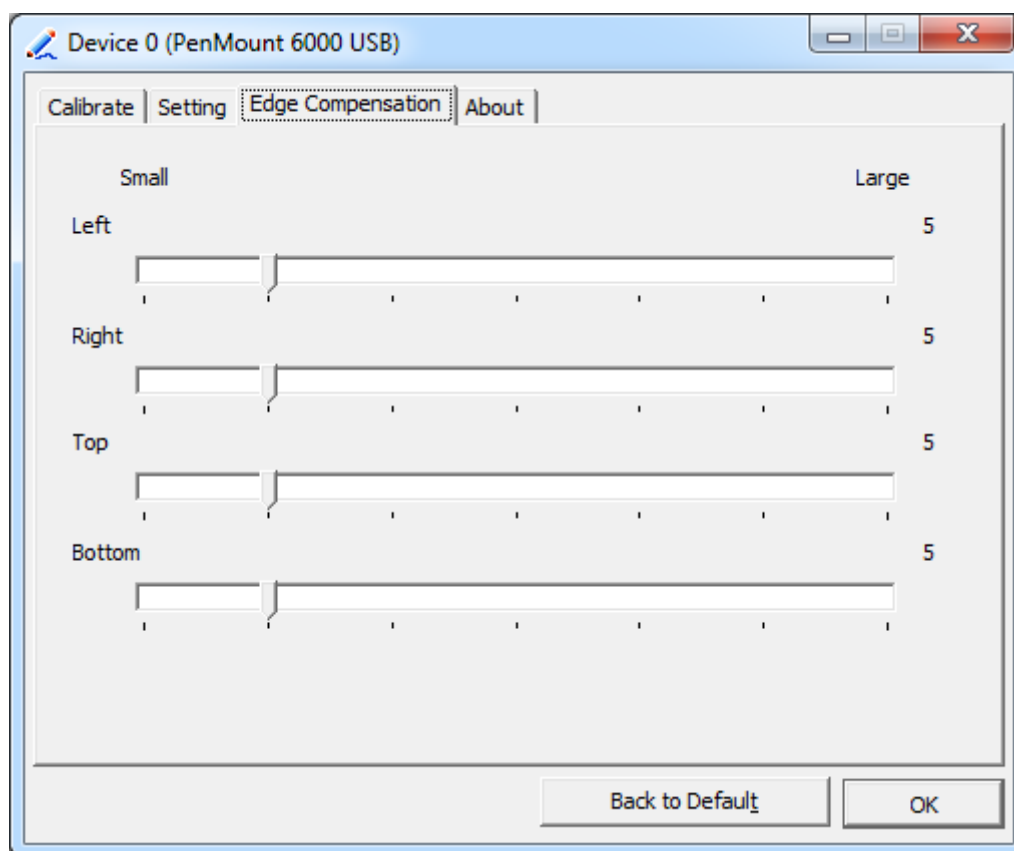 Device 0 (PenMount 6000 USB)
Calibrate Setting Edge Compensation About
Small Large
Left 5
Right 5
Top 5
Bottom 5
Back to Default OK